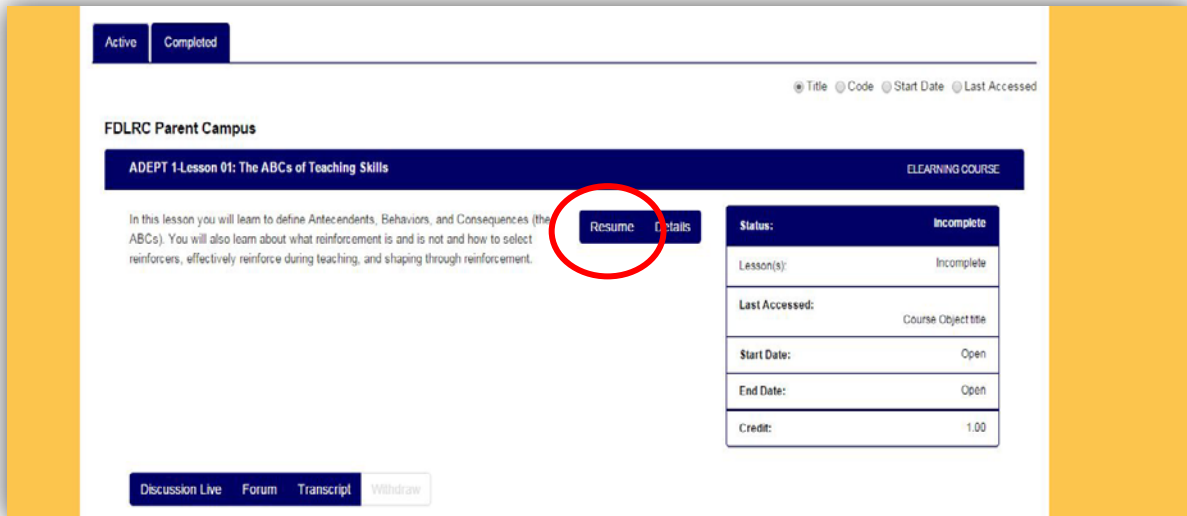 Active Completed
Title Code Start Date Last Accessed
FDLRC Parent Campus
ADEPT 1-Lesson 01: The ABCs of Teaching Skills ELEARNING COURSE
In this lesson you will learn to define Antecendents, Behaviors, and Consequences (the
ABCs). You will also learn about what reinforcement is and is not and how to select
reinforcers, effectively reinforce during teaching, and shaping through reinforcement.
Resume Details
Status: Incomplete
Lesson(s): Incomplete
Last Accessed:
Course Object title
Start Date: Open
End Date: Open
Credit: 1.00
Discussion Live Forum Transcript Withdraw